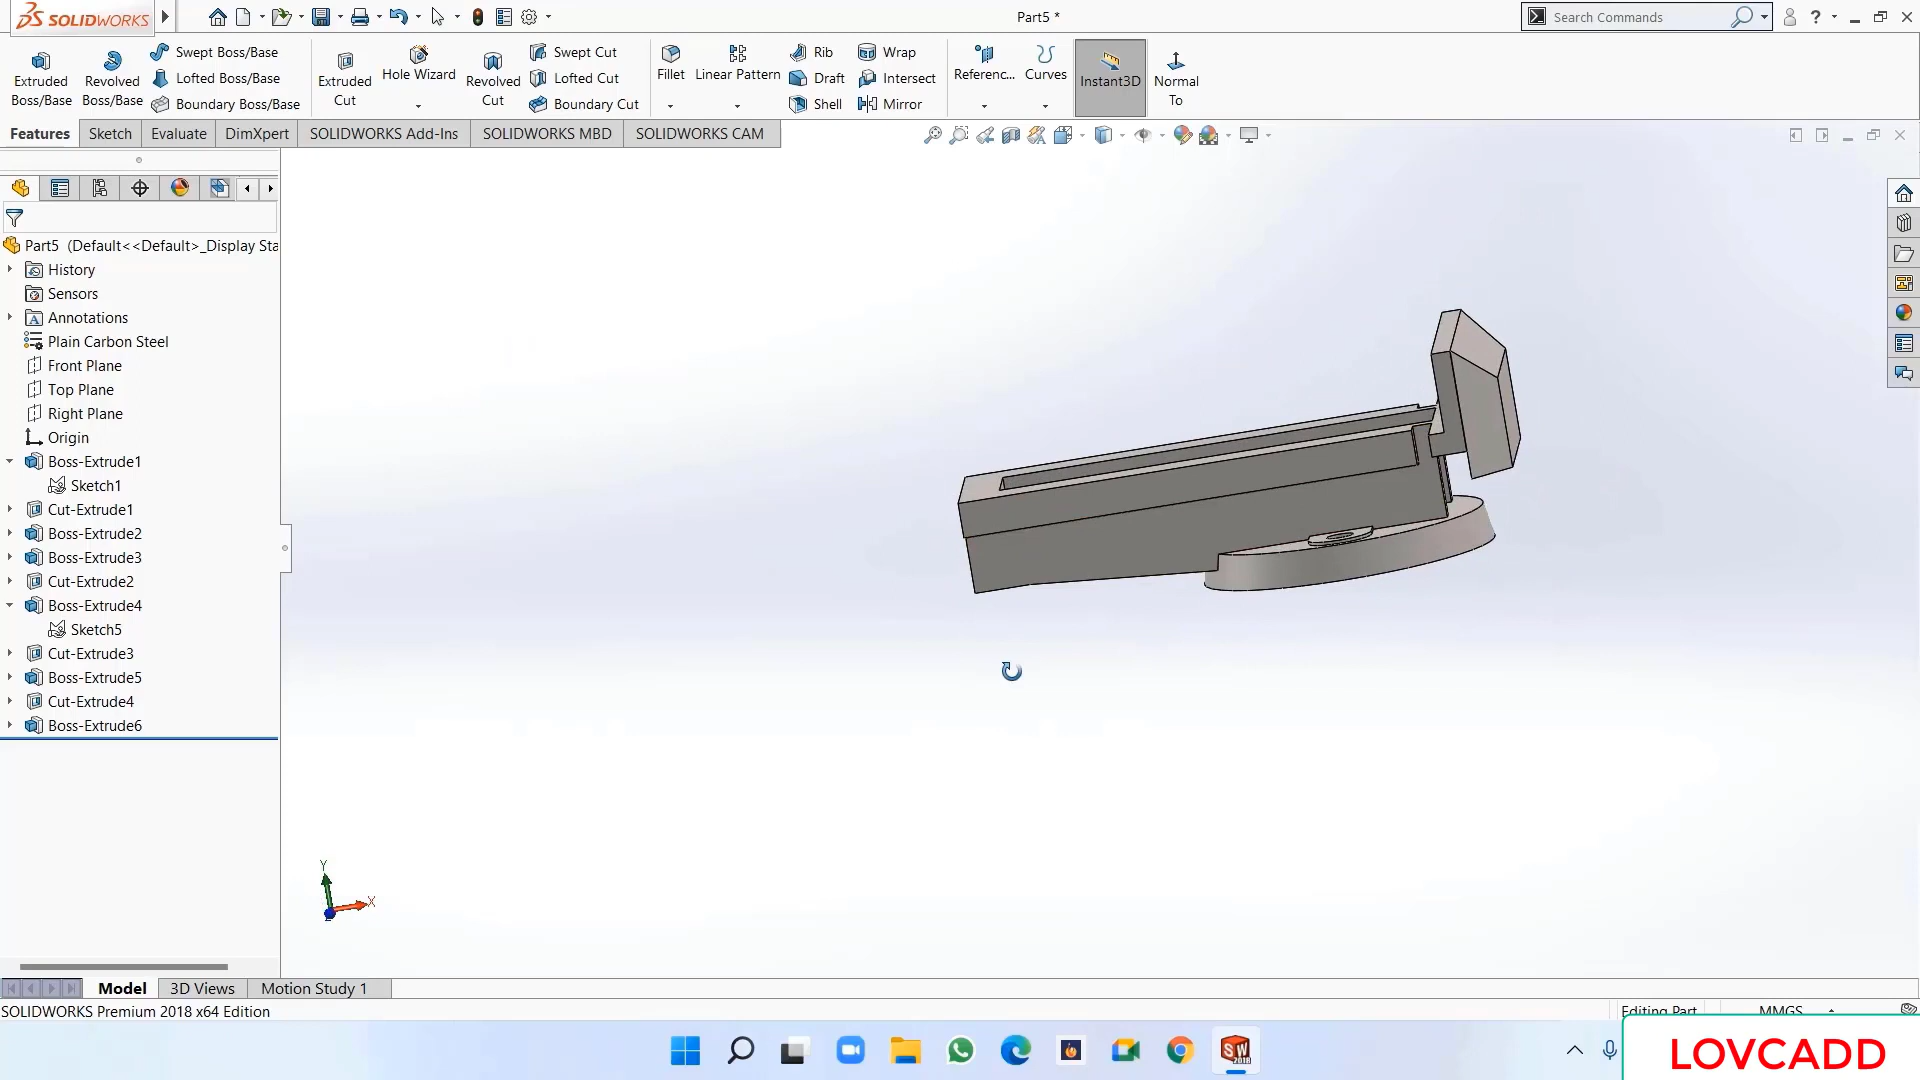 SOLIDWORKS
Part5 *
Search Commands
?
Extruded Boss/Base
Revolved Boss/Base
Swept Boss/Base
Lofted Boss/Base
Boundary Boss/Base
Extruded Cut
Hole Wizard
Revolved Cut
Swept Cut
Lofted Cut
Boundary Cut
Fillet
Linear Pattern
Rib
Draft
Shell
Wrap
Intersect
Mirror
Referenc...
Curves
Instant3D
Normal To
Features
Sketch
Evaluate
DimXpert
SOLIDWORKS Add-Ins
SOLIDWORKS MBD
SOLIDWORKS CAM
Part5 (Default<<Default>_Display Sta
History
Sensors
Annotations
Plain Carbon Steel
Front Plane
Top Plane
Right Plane
Origin
Boss-Extrude1
Sketch1
Cut-Extrude1
Boss-Extrude2
Boss-Extrude3
Cut-Extrude2
Boss-Extrude4
Sketch5
Cut-Extrude3
Boss-Extrude5
Cut-Extrude4
Boss-Extrude6
Y
X
Model
3D Views
Motion Study 1
SOLIDWORKS Premium 2018 x64 Edition
Editing Part
MMGS
SW
2018
LOVCADD